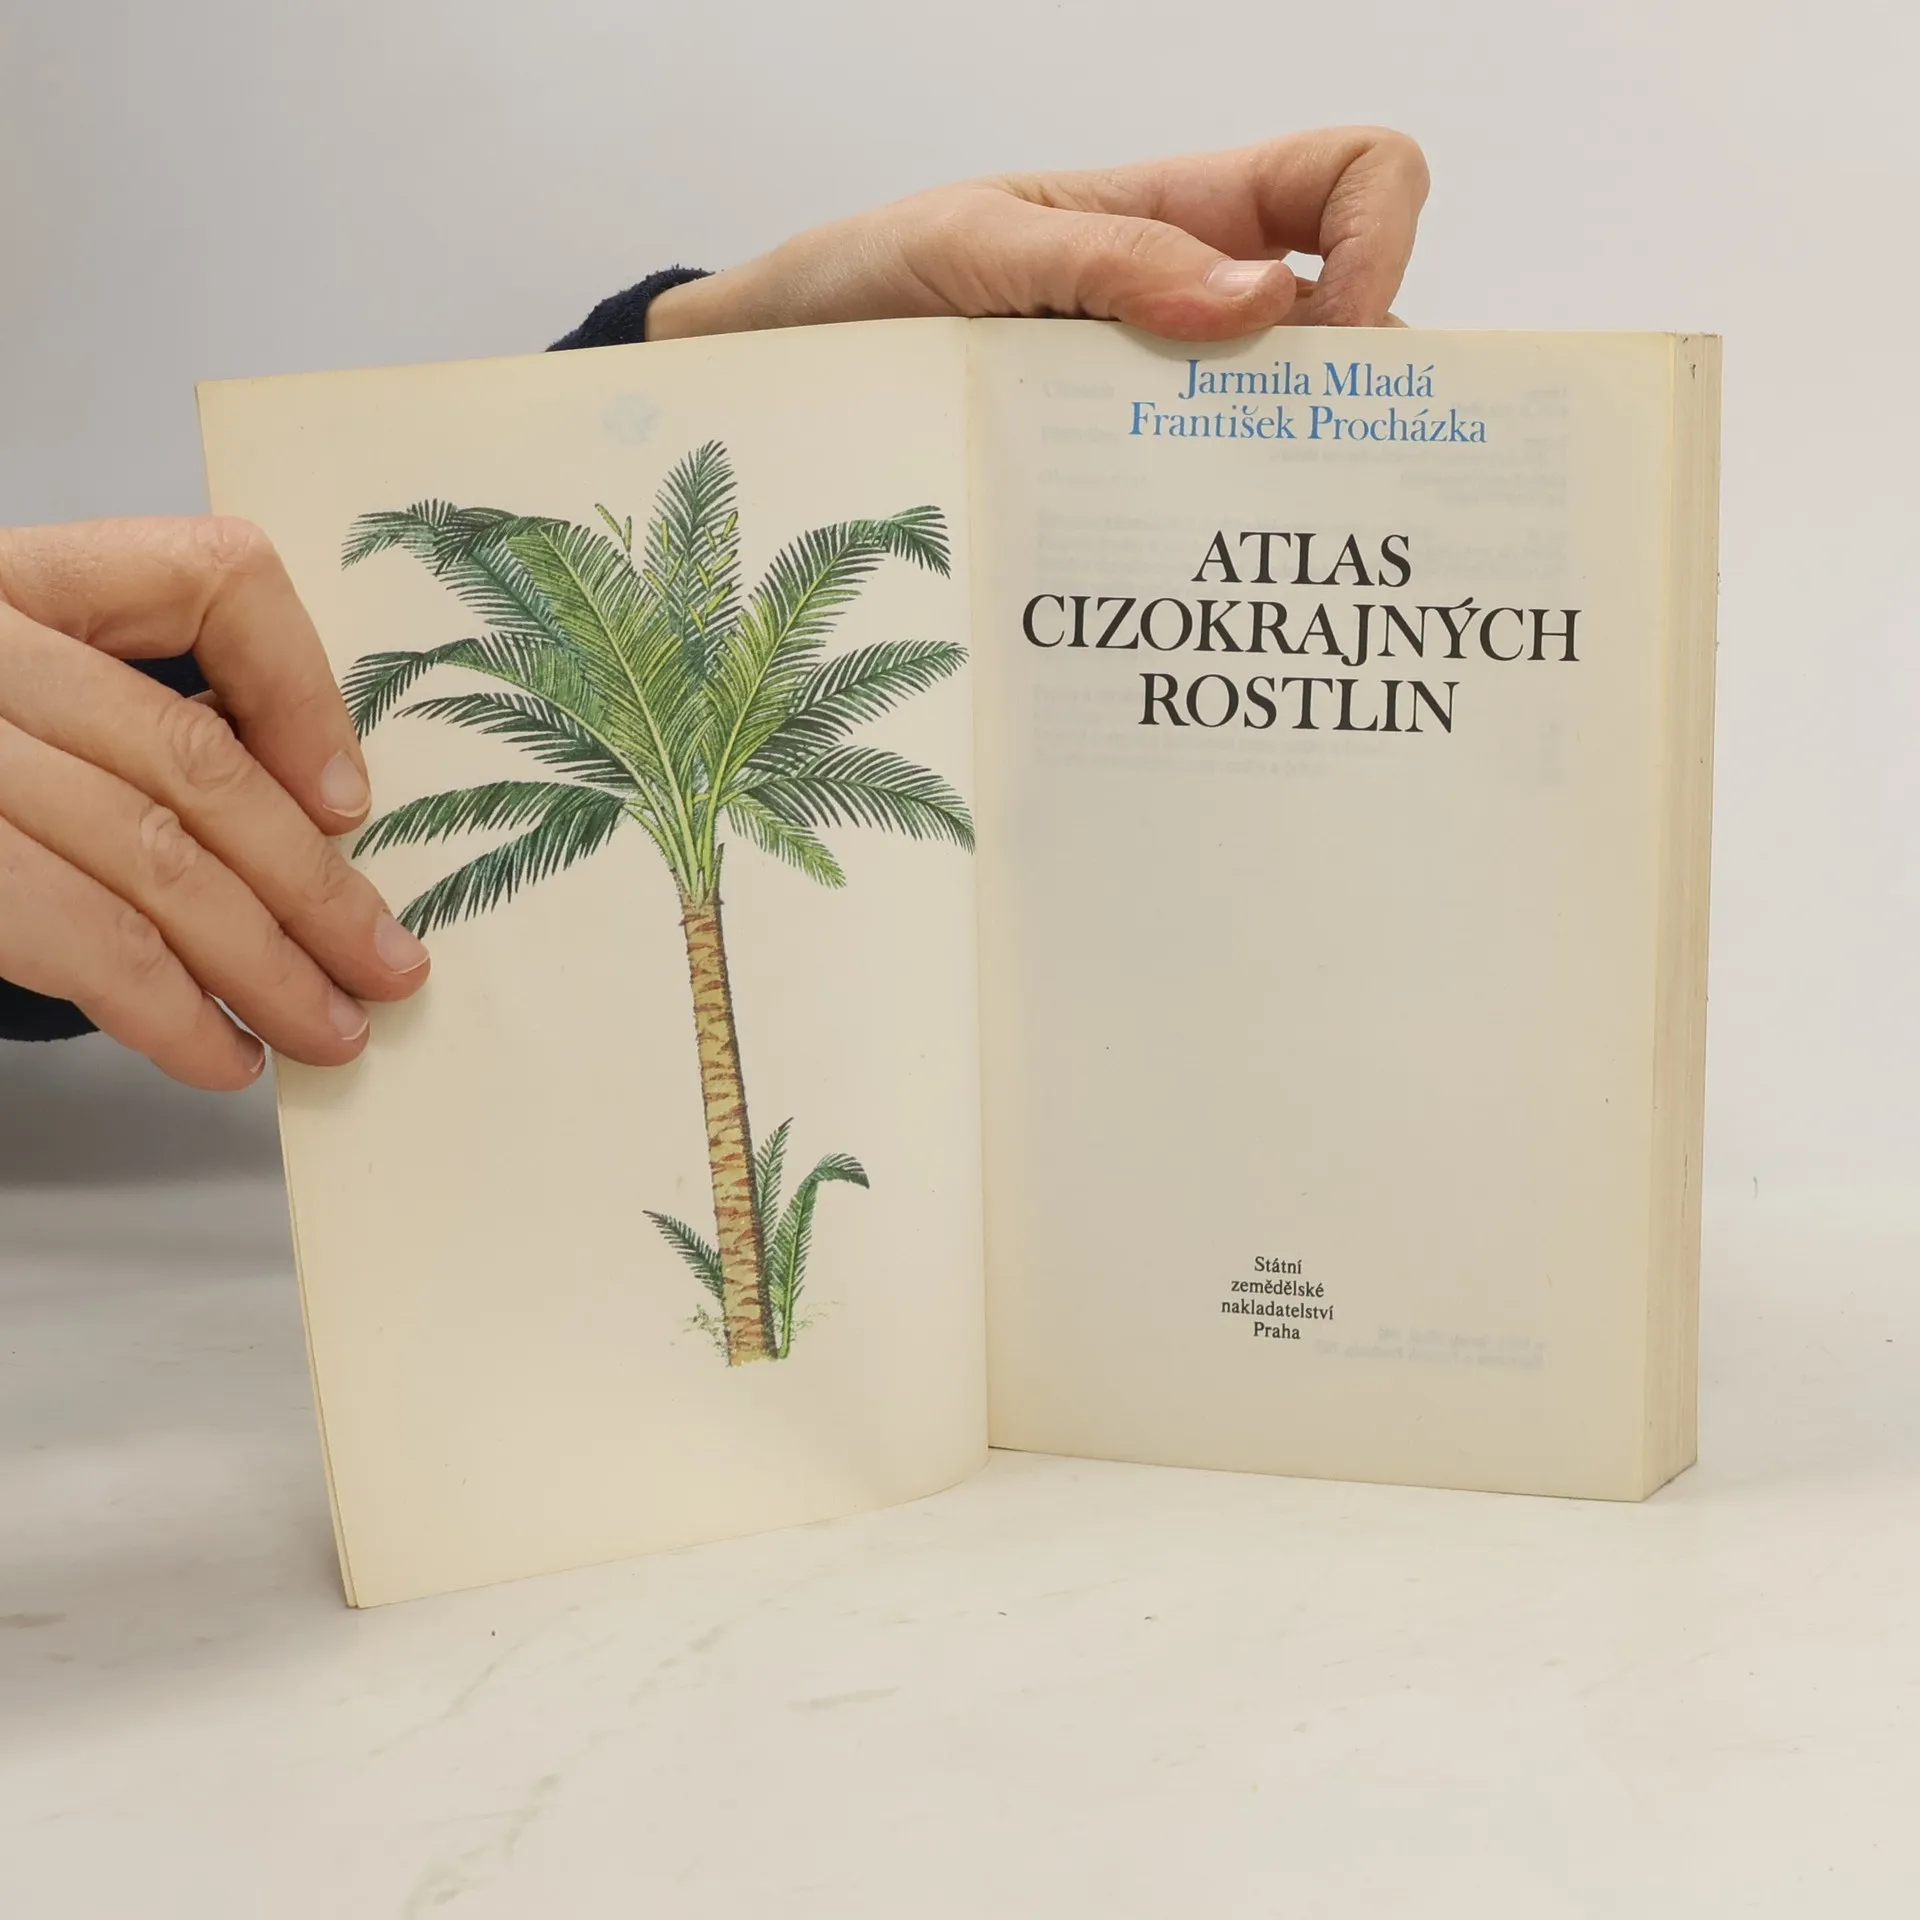 Jarmila Mladá
František Procházka
ATLAS
CIZOKRAJNÝCH
ROSTLIN
Státní
zemědělské
nakladatelství
Praha